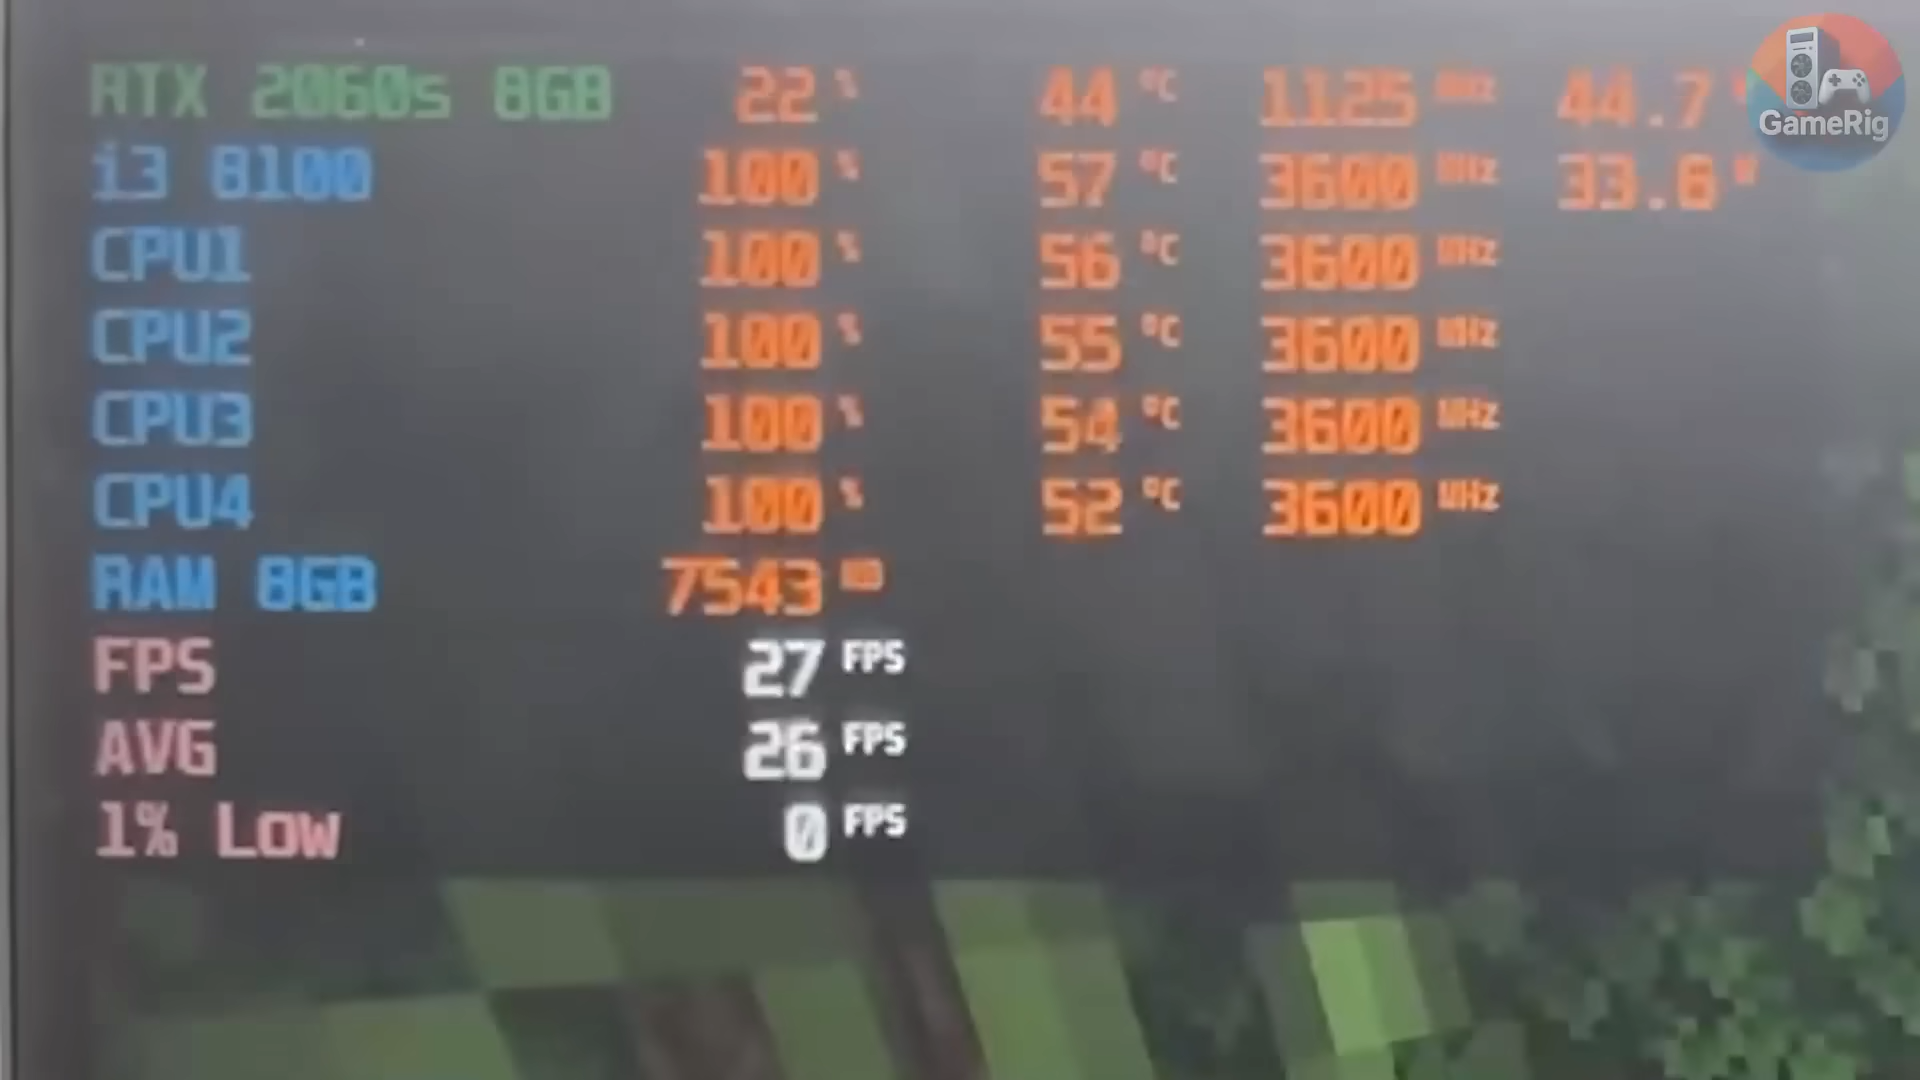 RTX 2060s 8GB 22 % 44 °C 1125 MHz 44.7
i3 8100 100 % 57 °C 3600 MHz 33.6 W
CPU1 100 % 56 °C 3600 MHz
CPU2 100 % 55 °C 3600 MHz
CPU3 100 % 54 °C 3600 MHz
CPU4 100 % 52 °C 3600 MHz
RAM 8GB 7543 MB
FPS 27 FPS
AVG 26 FPS
1% Low 0 FPS
GameRig